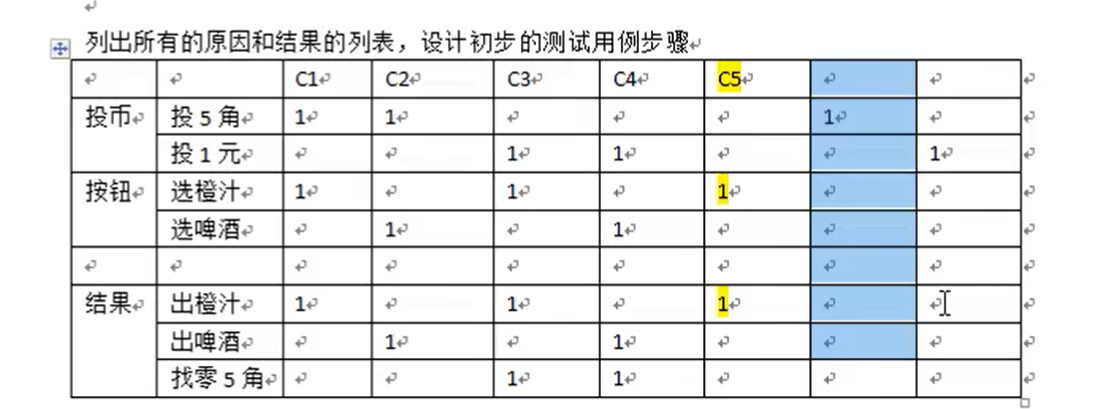 列出所有的原因和结果的列表，设计初步的测试用例步骤
C1 C2 C3 C4 C5
投币 投 5 角 1 1 1
投 1 元 1 1 1
按钮 选橙汁 1 1 1
选啤酒 1 1
结果 出橙汁 1 1 1
出啤酒 1 1
找零 5 角 1 1